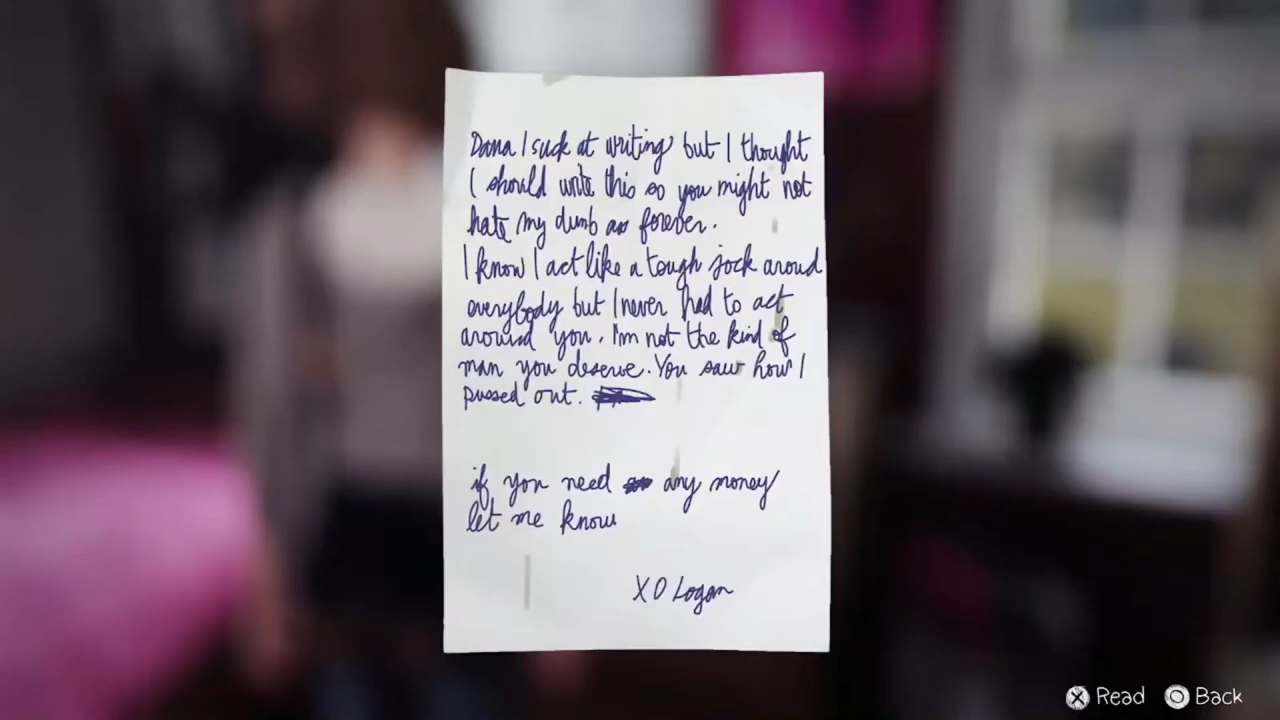 Dana I suck at writing but I thought
I should write this so you might not
hate my dumb ass forever.
I know I act like a tough jock aroud
everybody but I never had to act
around you. I'm not the kind of
man you deserve. You saw how I
pussed out.
if you need any money
let me know
XO Logan
Read Back